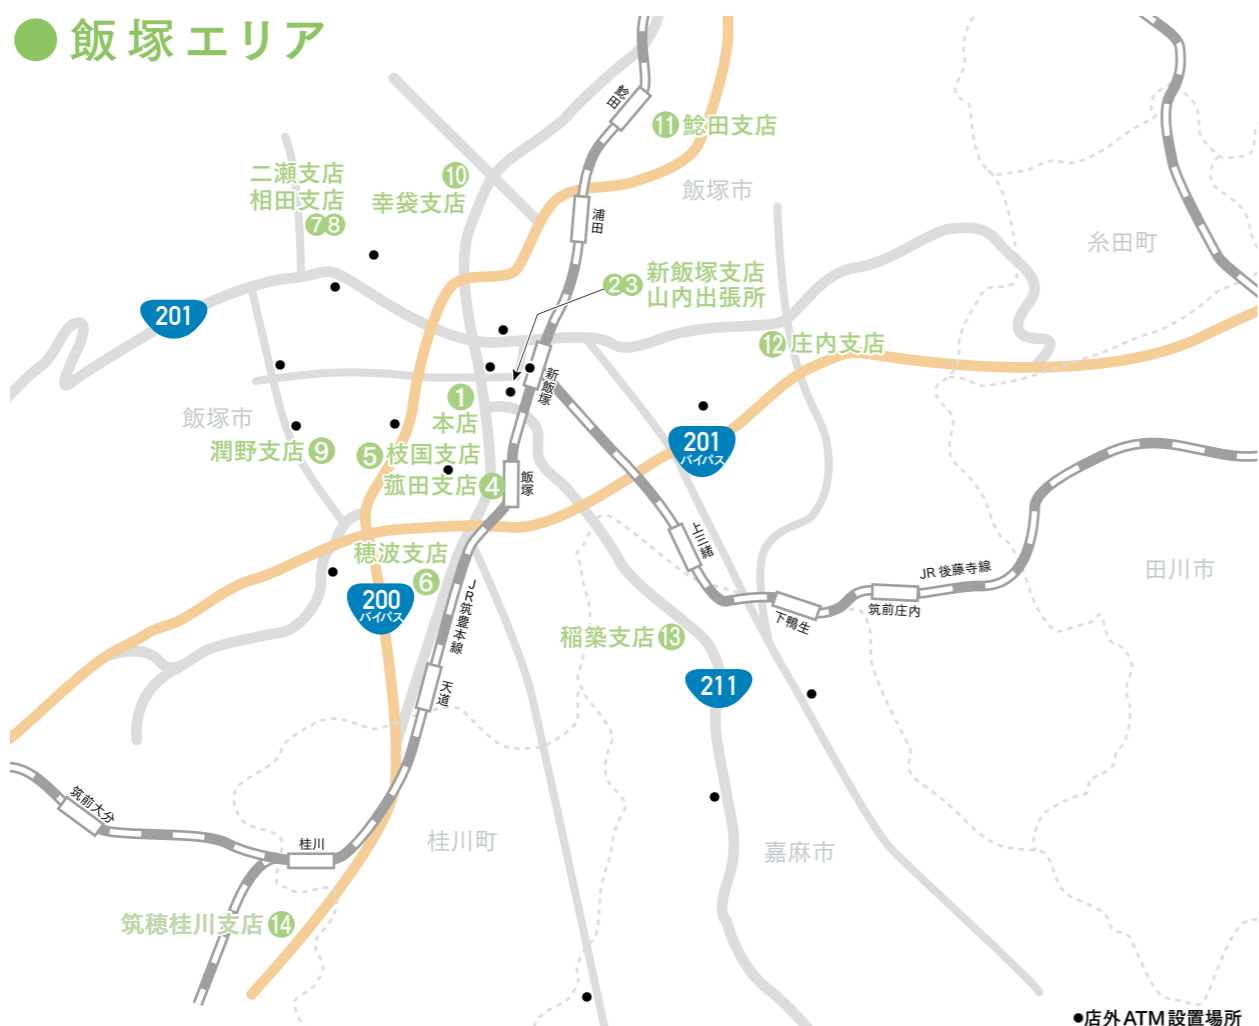 ●飯塚エリア
鯰田
⑪鯰田支店
二瀬支店
相田支店
⑦⑧
⑩
幸袋支店
飯塚市
浦田
糸田町
②③新飯塚支店
山内出張所
201
⑫庄内支店
新飯塚
①
本店
飯塚市
潤野支店⑨
⑤枝国支店
菰田支店④
飯塚
201
バイパス
上三緒
穂波支店
⑥
200
バイパス
JR筑豊本線
JR後藤寺線
田川市
筑前庄内
下鴨生
稲築支店⑬
211
天道
筑前大分
桂川
桂川町
嘉麻市
筑穂桂川支店⑭
●店外ATM設置場所